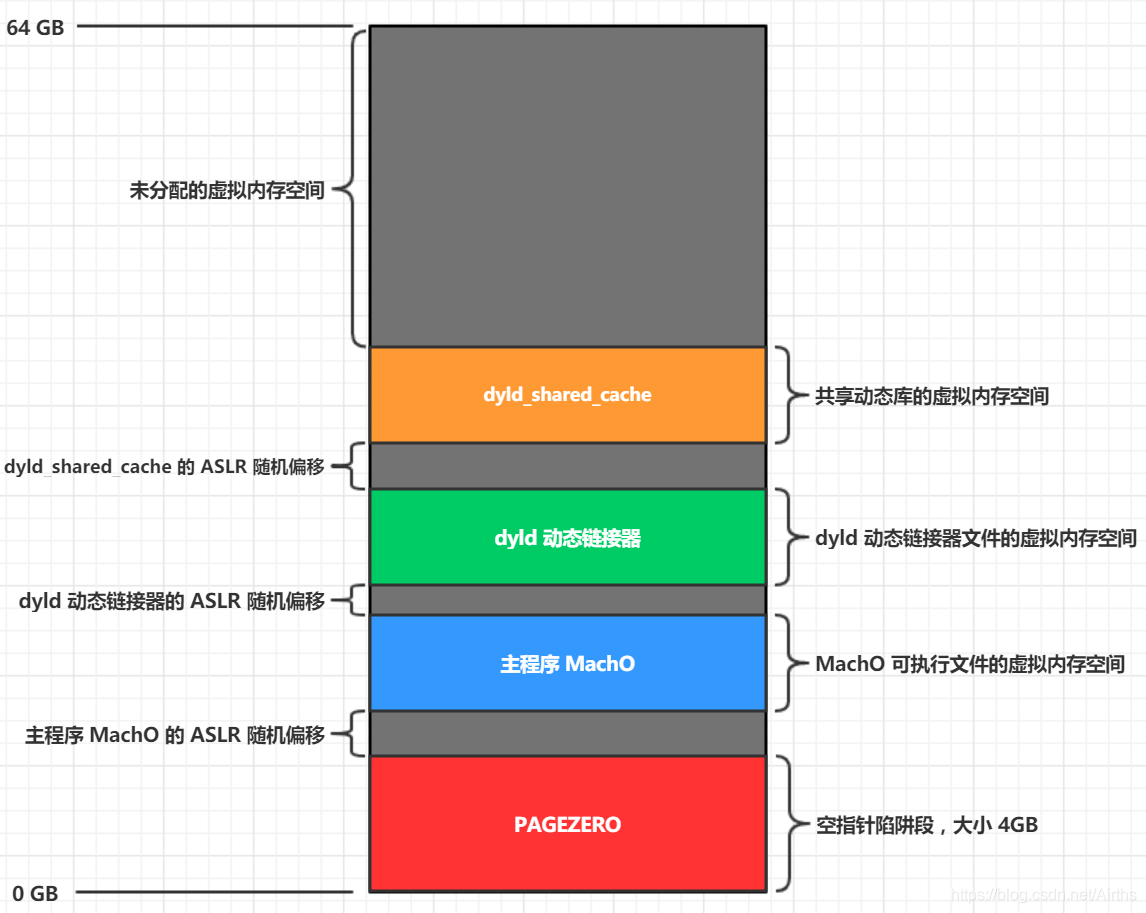 64 GB
未分配的虚拟内存空间
dyld_shared_cache
共享动态库的虚拟内存空间
dyld_shared_cache 的 ASLR 随机偏移
dyld 动态链接器
dyld 动态链接器文件的虚拟内存空间
dyld 动态链接器的 ASLR 随机偏移
主程序 MachO
MachO 可执行文件的虚拟内存空间
主程序 MachO 的 ASLR 随机偏移
PAGEZERO
空指针陷阱段，大小 4GB
0 GB
https://blog.csdn.net/Airths